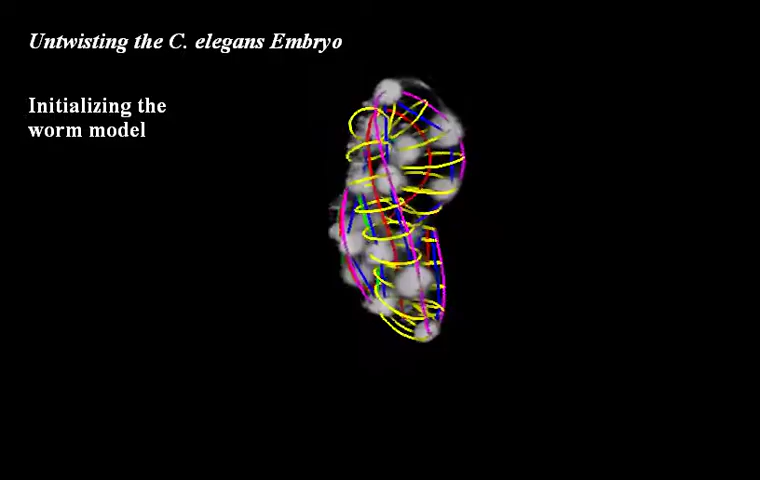 Untwisting the C. elegans Embryo
Initializing the
worm model